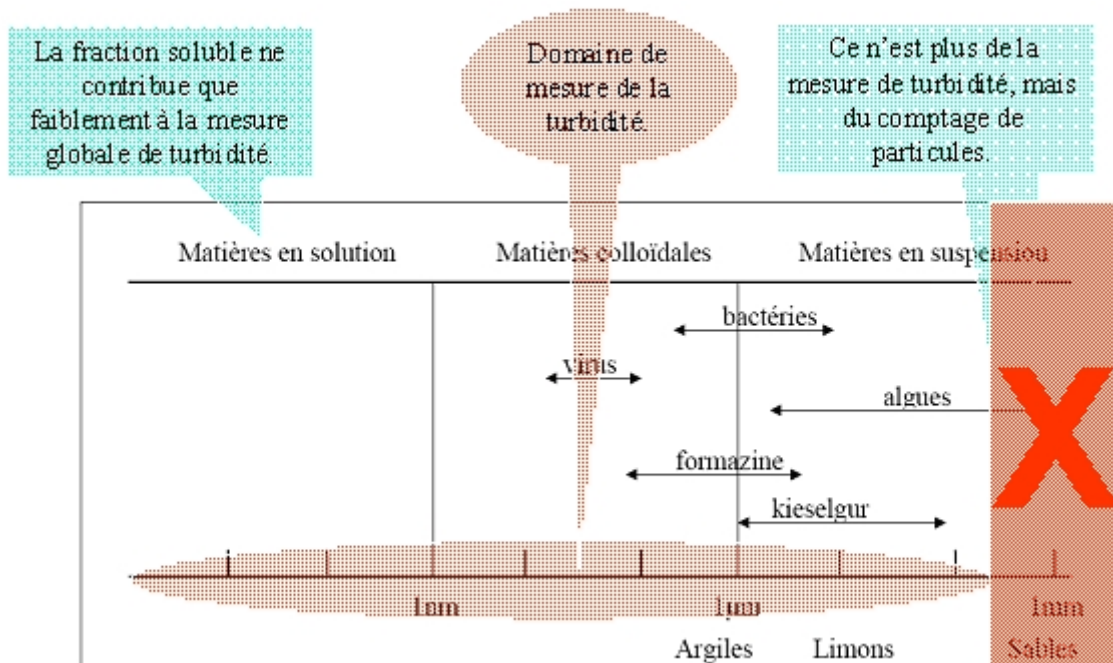 La fraction soluble ne
contribue que
faiblement à la mesure
globale de turbidité.
Domaine de
mesure de la
turbidité.
Ce n'est plus de la
mesure de turbidité, mais
du comptage de
particules.
Matières en solution
Matières colloïdales
Matières en suspension
bactéries
virus
algues
formazine
kieselgur
X
1nm
1µm
1mm
Argiles
Limons
Sables